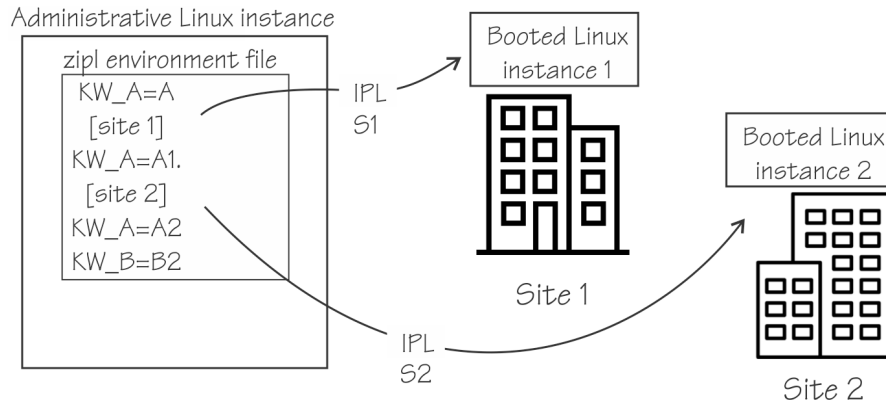 Administrative Linux instance
zipl environment file
KW_A=A
[site 1]
KW_A=A1.
[site 2]
KW_A=A2
KW_B=B2
IPL
S1
Booted Linux
instance 1
Site 1
IPL
S2
Booted Linux
instance 2
Site 2